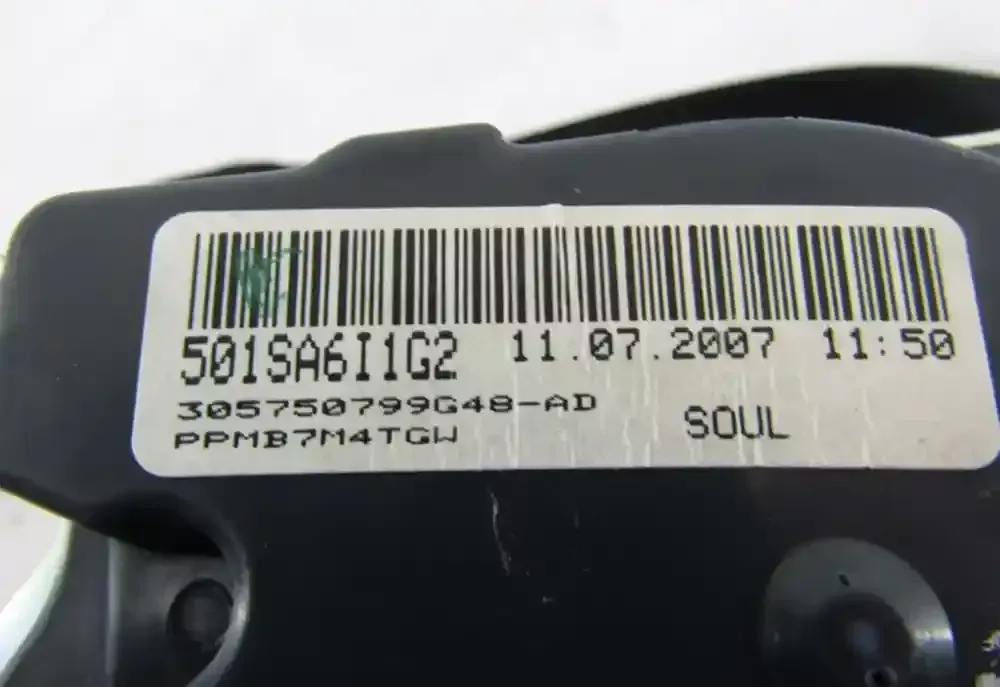 501SA6I1G2 11.07.2007 11:50
305750799G48-AD
PPMB7M4TGW SOUL